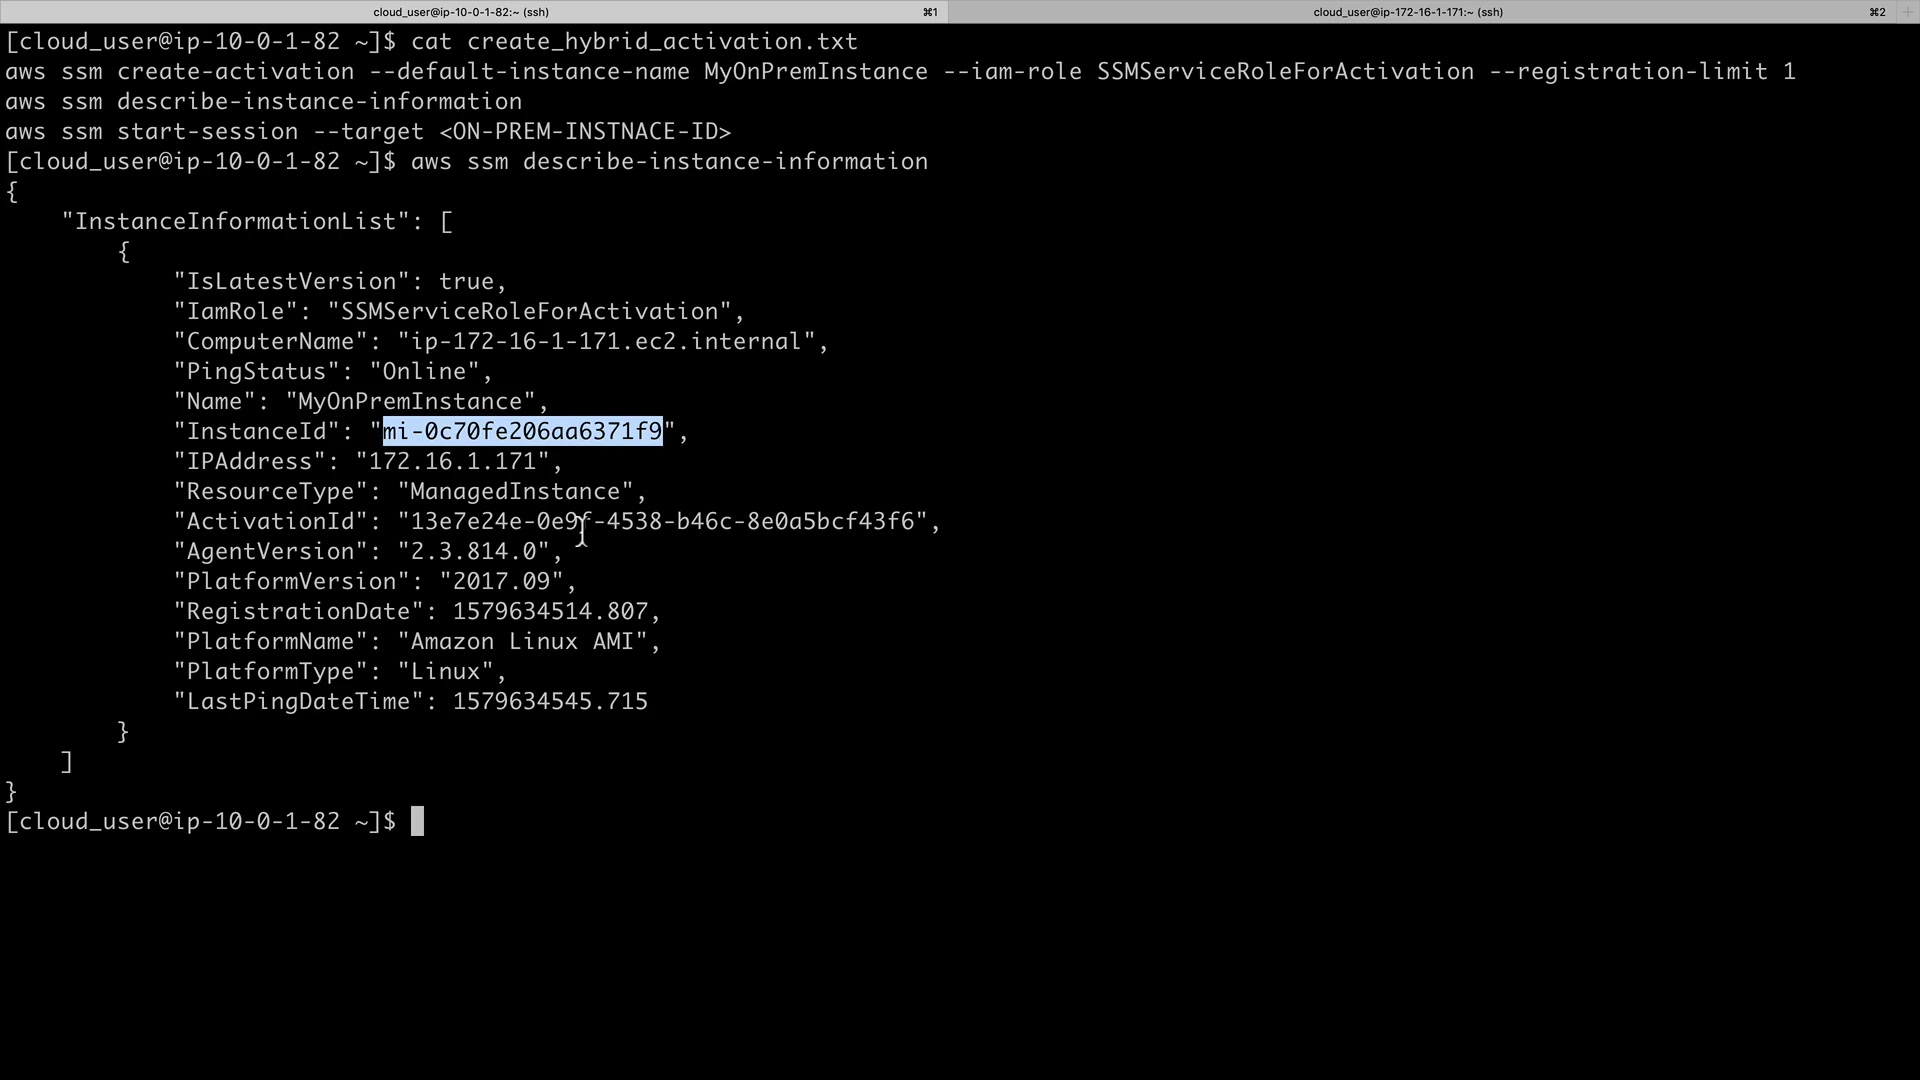 cloud_user@ip-10-0-1-82:~ (ssh) ⌘1 cloud_user@ip-172-16-1-171:~ (ssh) ⌘2 +
[cloud_user@ip-10-0-1-82 ~]$ cat create_hybrid_activation.txt
aws ssm create-activation --default-instance-name MyOnPremInstance --iam-role SSMServiceRoleForActivation --registration-limit 1
aws ssm describe-instance-information
aws ssm start-session --target <ON-PREM-INSTNACE-ID>
[cloud_user@ip-10-0-1-82 ~]$ aws ssm describe-instance-information
{
    "InstanceInformationList": [
        {
            "IsLatestVersion": true,
            "IamRole": "SSMServiceRoleForActivation",
            "ComputerName": "ip-172-16-1-171.ec2.internal",
            "PingStatus": "Online",
            "Name": "MyOnPremInstance",
            "InstanceId": "mi-0c70fe206aa6371f9",
            "IPAddress": "172.16.1.171",
            "ResourceType": "ManagedInstance",
            "ActivationId": "13e7e24e-0e9f-4538-b46c-8e0a5bcf43f6",
            "AgentVersion": "2.3.814.0",
            "PlatformVersion": "2017.09",
            "RegistrationDate": 1579634514.807,
            "PlatformName": "Amazon Linux AMI",
            "PlatformType": "Linux",
            "LastPingDateTime": 1579634545.715
        }
    ]
}
[cloud_user@ip-10-0-1-82 ~]$